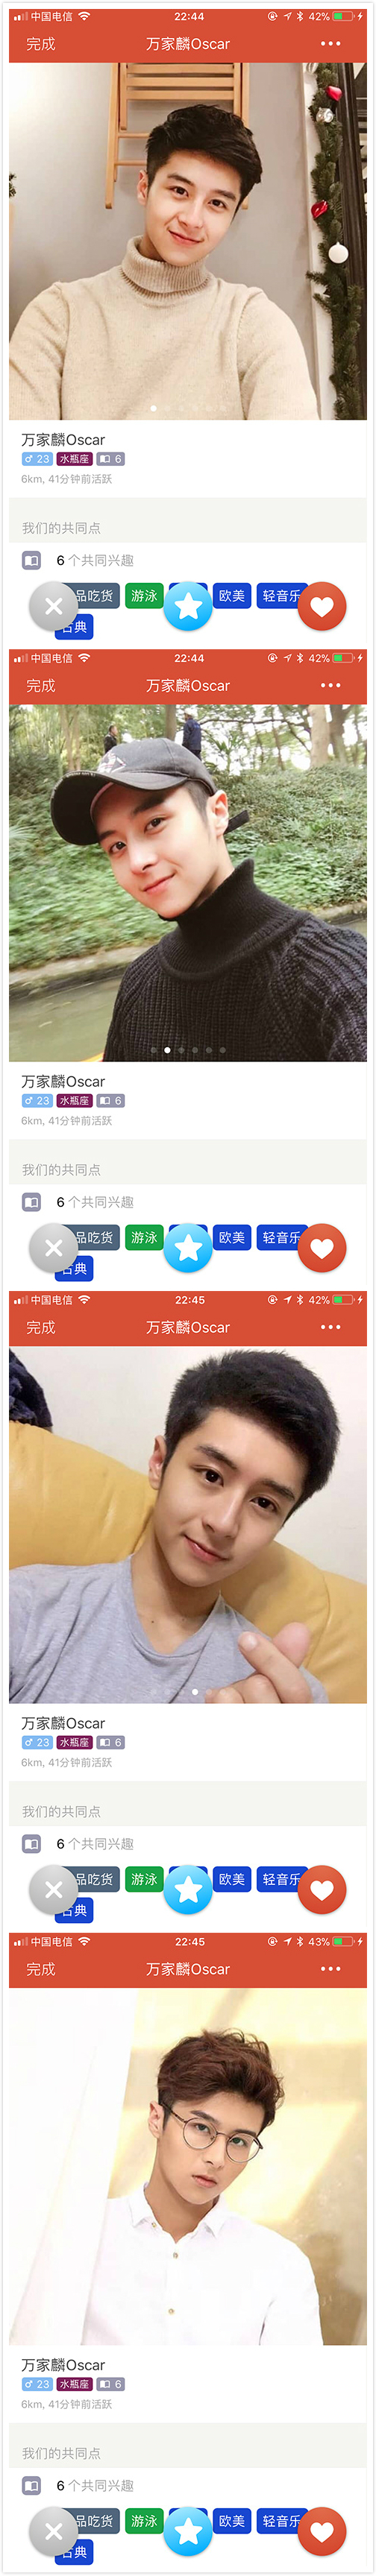 中国电信 22:44 42%
完成 万家麟Oscar
万家麟Oscar
♂ 23 水瓶座 6
6km, 41分钟前活跃
我们的共同点
6 个共同兴趣
品吃货 游泳 欧美 轻音乐
古典
中国电信 22:44 42%
完成 万家麟Oscar
万家麟Oscar
♂ 23 水瓶座 6
6km, 41分钟前活跃
我们的共同点
6 个共同兴趣
品吃货 游泳 欧美 轻音乐
古典
中国电信 22:45 42%
完成 万家麟Oscar
万家麟Oscar
♂ 23 水瓶座 6
6km, 41分钟前活跃
我们的共同点
6 个共同兴趣
品吃货 游泳 欧美 轻音乐
古典
中国电信 22:45 43%
完成 万家麟Oscar
万家麟Oscar
♂ 23 水瓶座 6
6km, 41分钟前活跃
我们的共同点
6 个共同兴趣
品吃货 游泳 欧美 轻音乐
古典